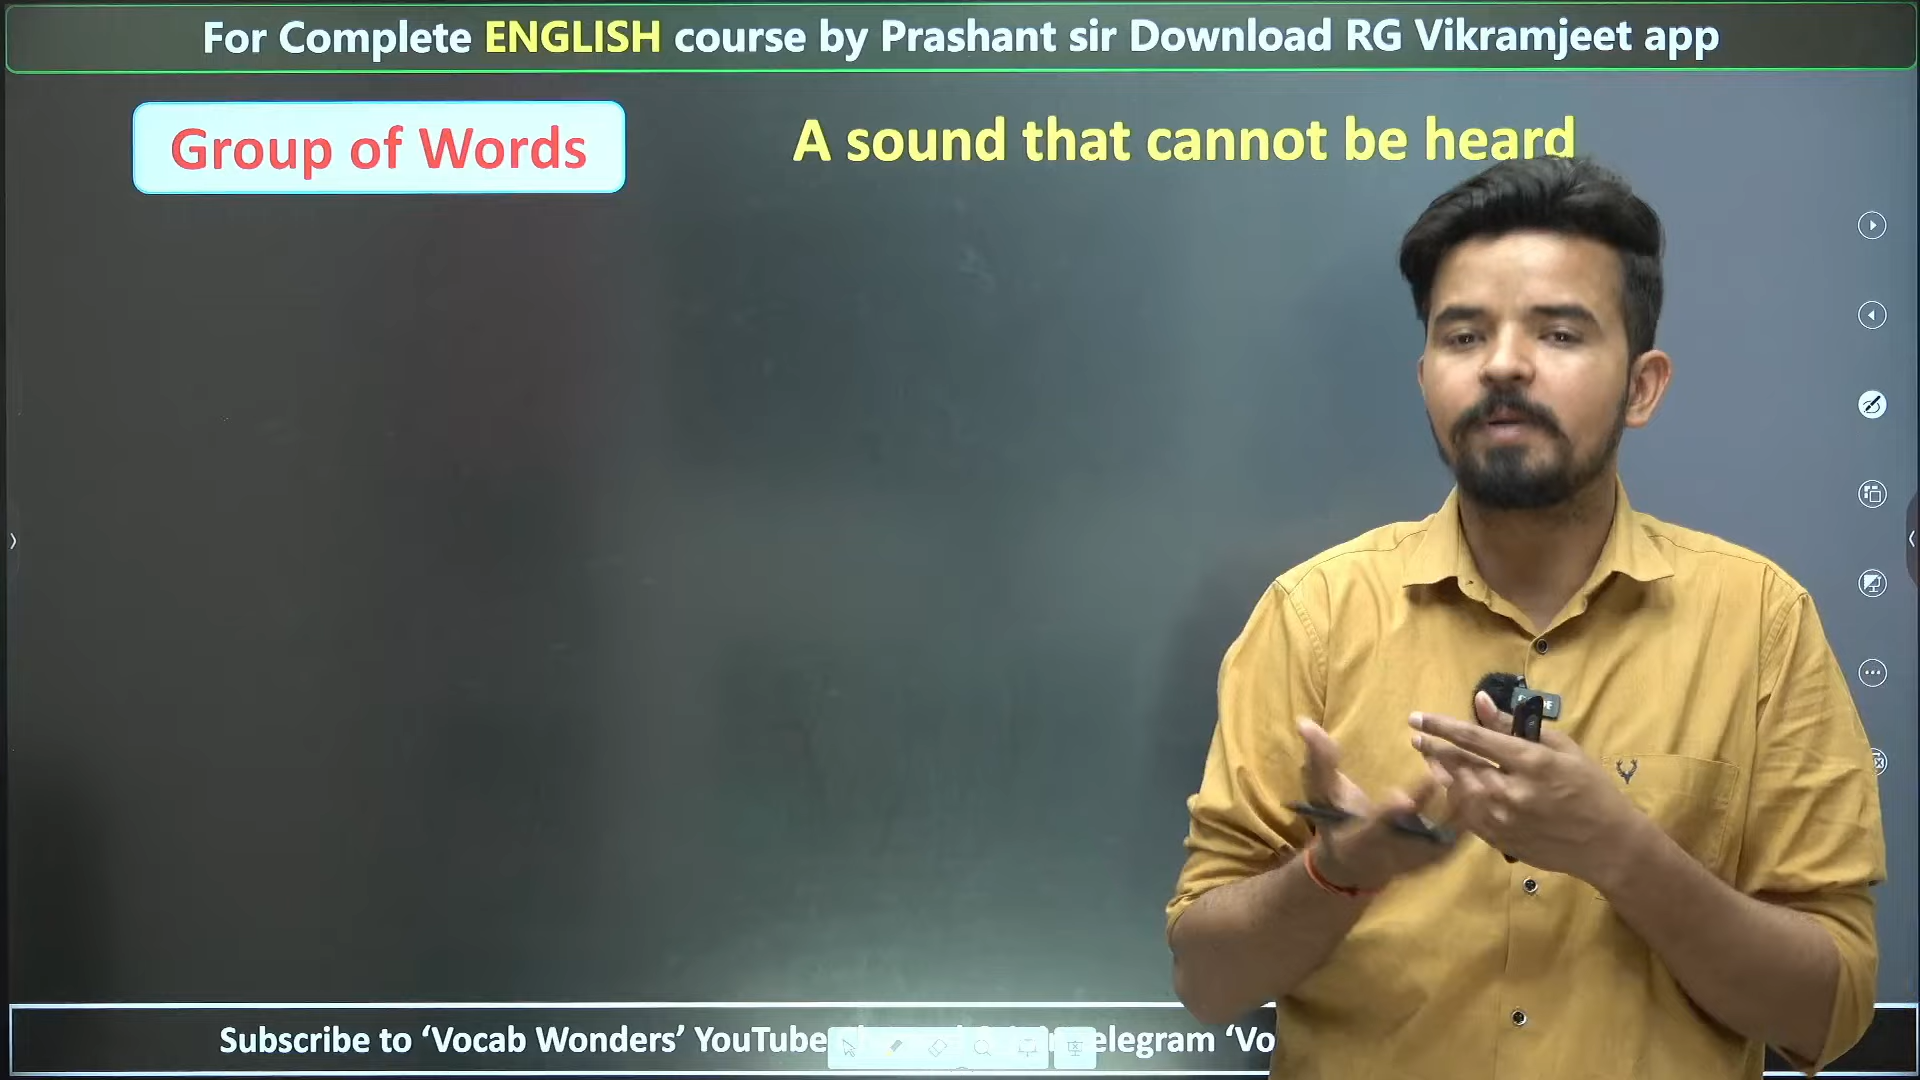 For Complete ENGLISH course by Prashant sir Download RG Vikramjeet app
Group of Words
A sound that cannot be heard
Subscribe to ‘Vocab Wonders’ YouTube elegram ‘Vo